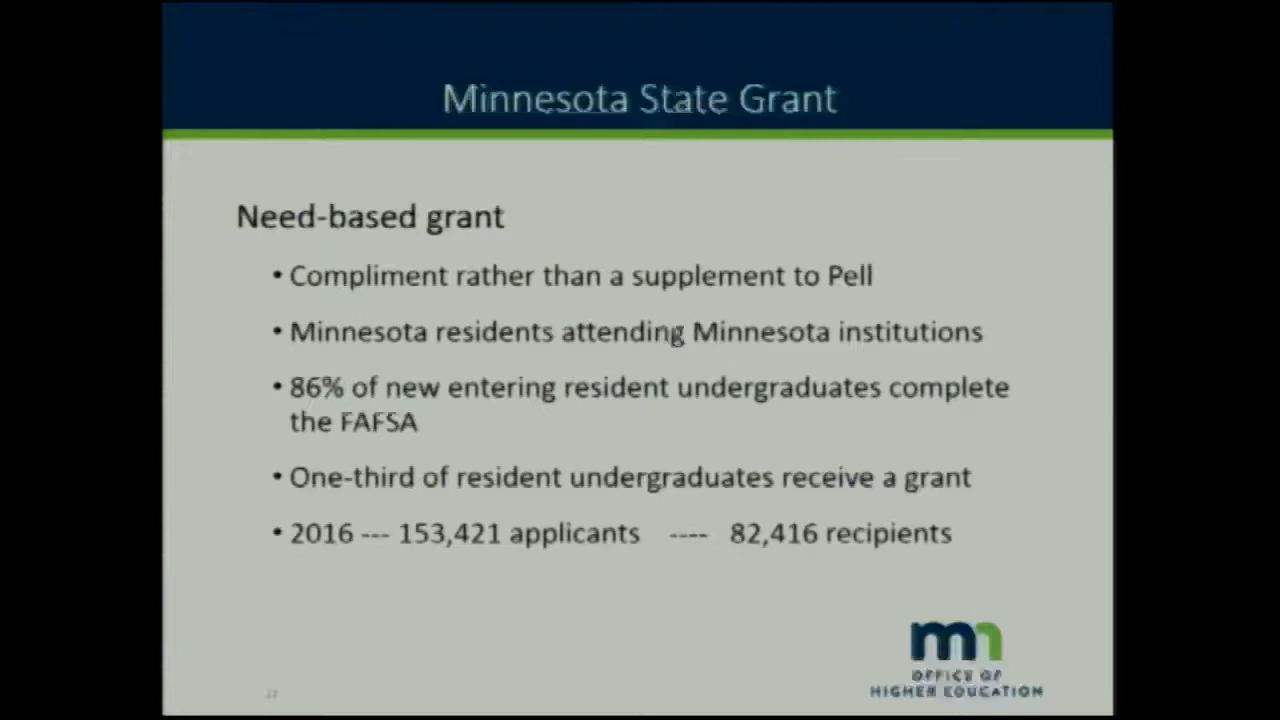 Minnesota State Grant
Need-based grant
• Compliment rather than a supplement to Pell
• Minnesota residents attending Minnesota institutions
• 86% of new entering resident undergraduates complete
the FAFSA
• One-third of resident undergraduates receive a grant
• 2016 --- 153,421 applicants ---- 82,416 recipients
mn
OFFICE OF
HIGHER EDUCATION